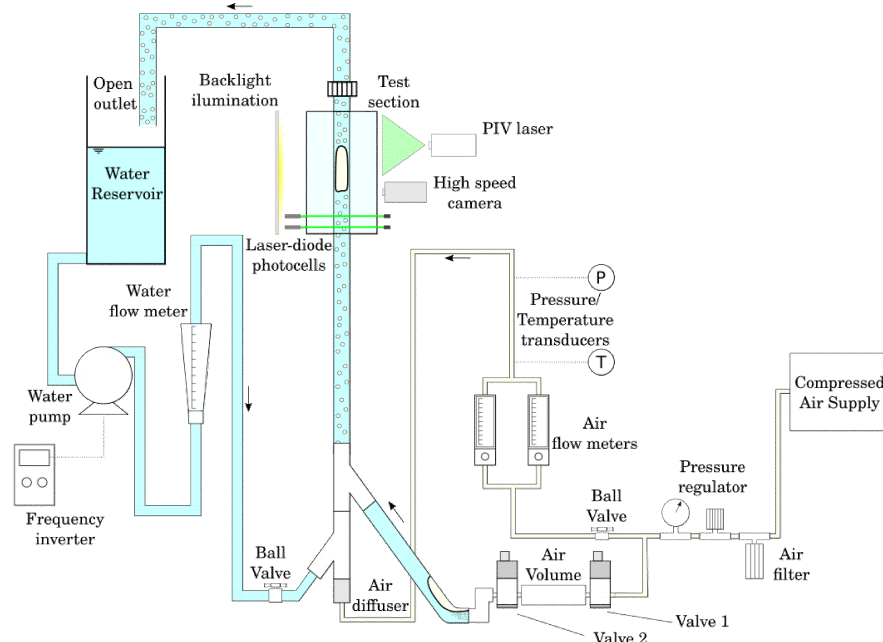 Open
outlet
Backlight
ilumination
Test
section
PIV laser
Water
Reservoir
High speed
camera
Laser-diode
photocells
Water
flow meter
P
Pressure/
Temperature
transducers
T
Compressed
Air Supply
Water
pump
Air
flow meters
Pressure
regulator
Ball
Valve
Frequency
inverter
Ball
Valve
Air
diffuser
Air
Volume
Air
filter
Valve 1
Valve 2